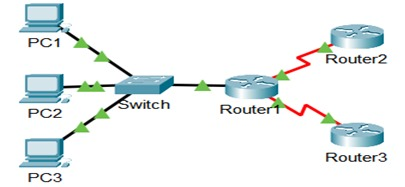 PC1
Router2
PC2
Switch
Router1
PC3
Router3